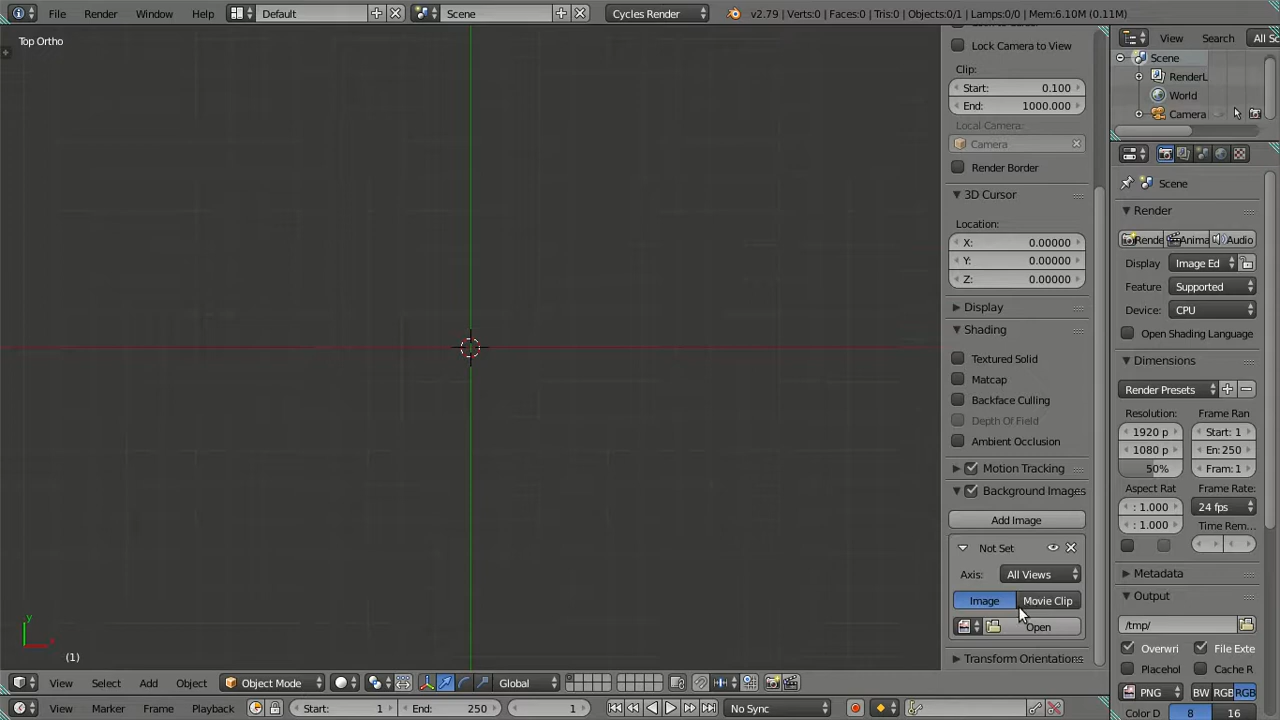 File Render Window Help Default Scene Cycles Render v2.79 | Verts:0 | Faces:0 | Tris:0 | Objects:0/1 | Lamps:0/0 | Mem:6.10M (0.11M)
Top Ortho
Lock Camera to View
Clip:
Start: 0.100
End: 1000.000
Local Camera:
Camera
Render Border
3D Cursor
Location:
X: 0.00000
Y: 0.00000
Z: 0.00000
Display
Shading
Textured Solid
Matcap
Backface Culling
Depth Of Field
Ambient Occlusion
Motion Tracking
Background Images
Add Image
Not Set
Axis: All Views
Image Movie Clip
Open
Transform Orientations
View Search All Sc
Scene
RenderL
World
Camera
Scene
Render
Rende Anima Audio
Display Image Ed
Feature Supported
Device: CPU
Open Shading Language
Dimensions
Render Presets
Resolution: Frame Ran
1920 p Start: 1
1080 p En: 250
50% Fram: 1
Aspect Rat Frame Rate:
: 1.000 24 fps
: 1.000 Time Rem...
Metadata
Output
/tmp/
Overwri File Exte
Placehol Cache R
PNG BW RGB RGB
Color D 8 16
y
x
(1)
View Select Add Object Object Mode Global
View Marker Frame Playback Start: 1 End: 250 1 No Sync